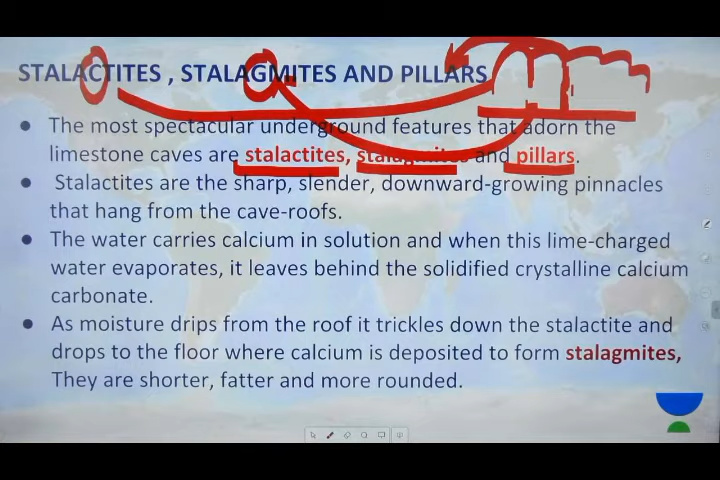 STALACTITES , STALAGMITES AND PILLARS
● The most spectacular underground features that adorn the
limestone caves are stalactites, stalagmites and pillars.
● Stalactites are the sharp, slender, downward-growing pinnacles
that hang from the cave-roofs.
● The water carries calcium in solution and when this lime-charged
water evaporates, it leaves behind the solidified crystalline calcium
carbonate.
● As moisture drips from the roof it trickles down the stalactite and
drops to the floor where calcium is deposited to form stalagmites,
They are shorter, fatter and more rounded.